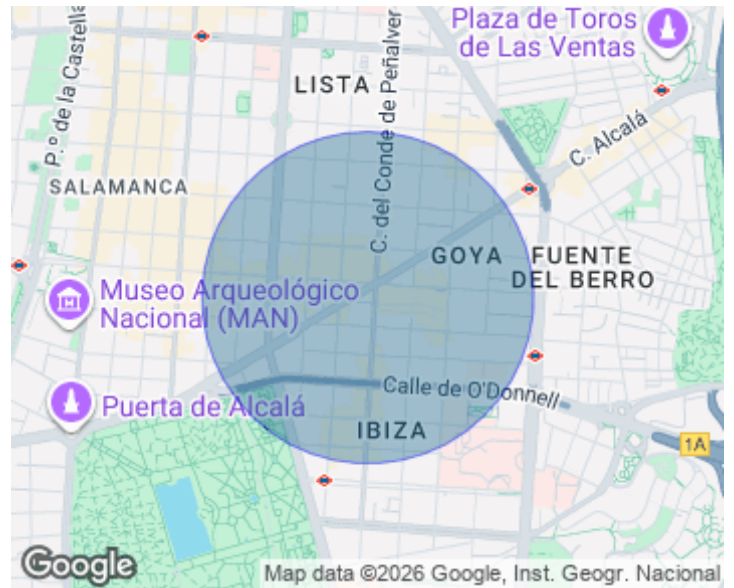 Plaza de Toros
de Las Ventas
P.º de la Castella
LISTA
C. del Conde de Peñalver
C. Alcalá
SALAMANCA
GOYA
FUENTE
DEL BERRO
Museo Arqueológico
Nacional (MAN)
Puerta de Alcalá
Calle de O'Donnell
IBIZA
1A
Google
Map data ©2026 Google, Inst. Geogr. Nacional